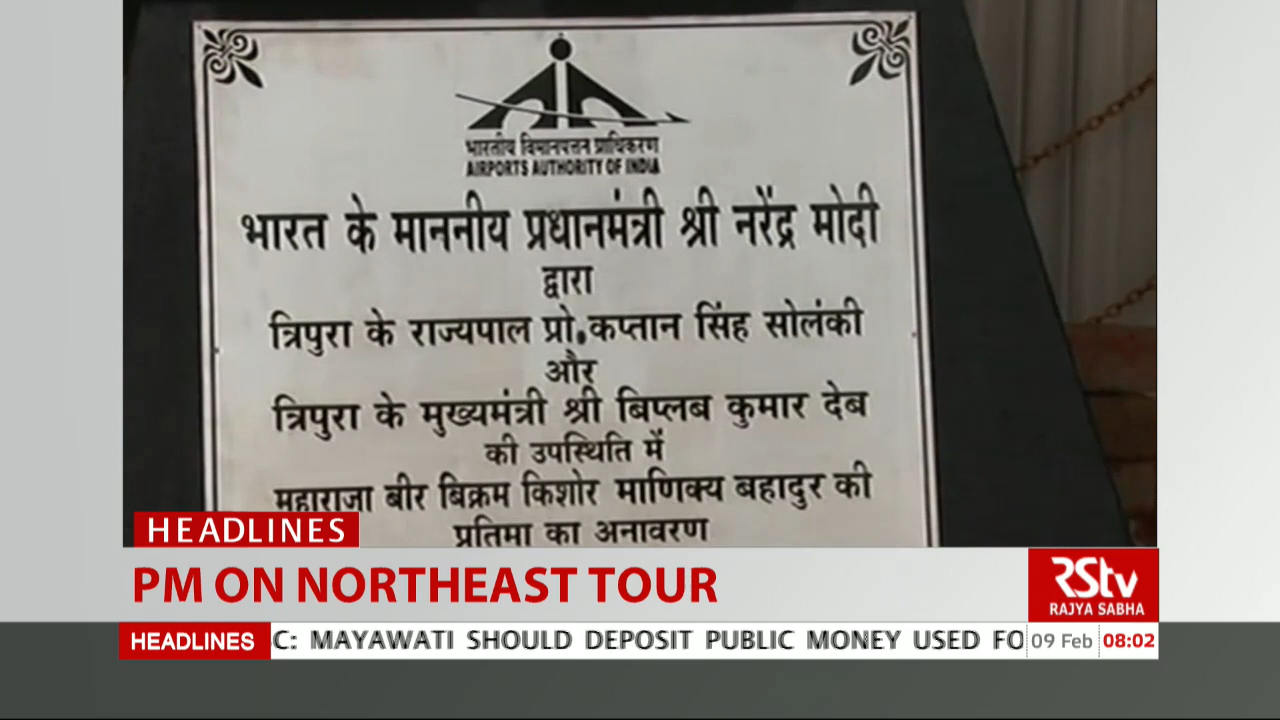 भारतीय विमानपत्तन प्राधिकरण
AIRPORTS AUTHORITY OF INDIA
भारत के माननीय प्रधानमंत्री श्री नरेंद्र मोदी
द्वारा
त्रिपुरा के राज्यपाल प्रो.कप्तान सिंह सोलंकी
और
त्रिपुरा के मुख्यमंत्री श्री बिप्लब कुमार देब
की उपस्थिति में
महाराजा बीर बिक्रम किशोर माणिक्य बहादुर की
प्रतिमा का अनावरण
HEADLINES
PM ON NORTHEAST TOUR
RStv
RAJYA SABHA
HEADLINES C: MAYAWATI SHOULD DEPOSIT PUBLIC MONEY USED FO 09 Feb 08:02